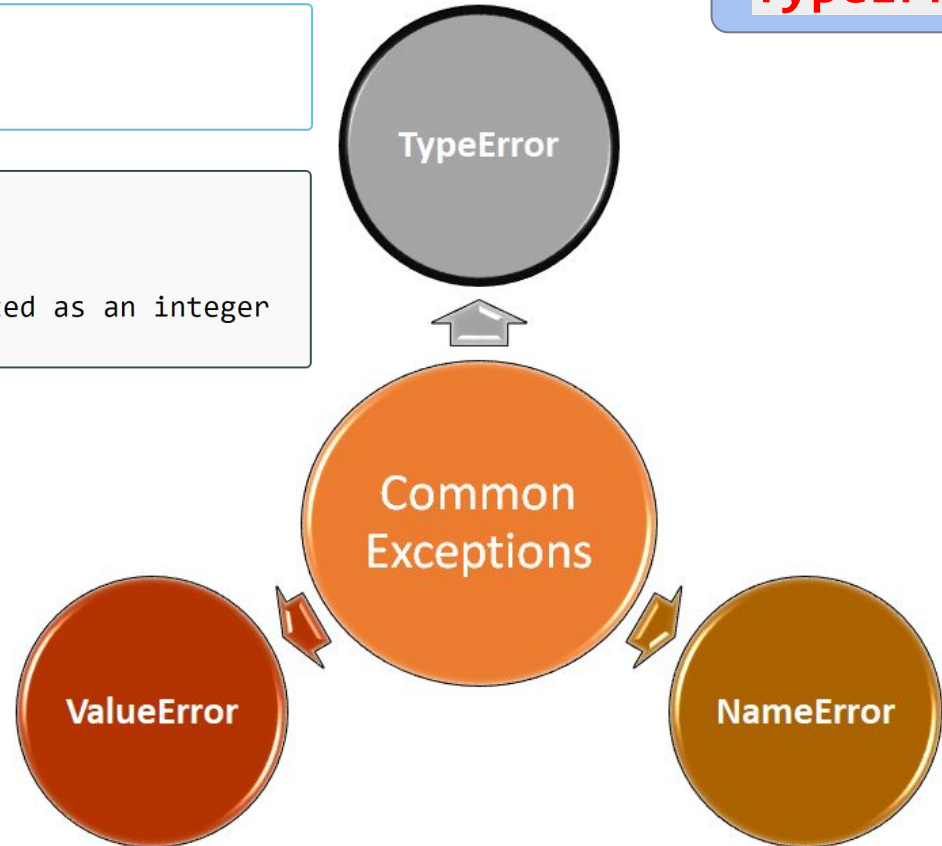 TypeError
ed as an integer
Common
Exceptions
ValueError
NameError